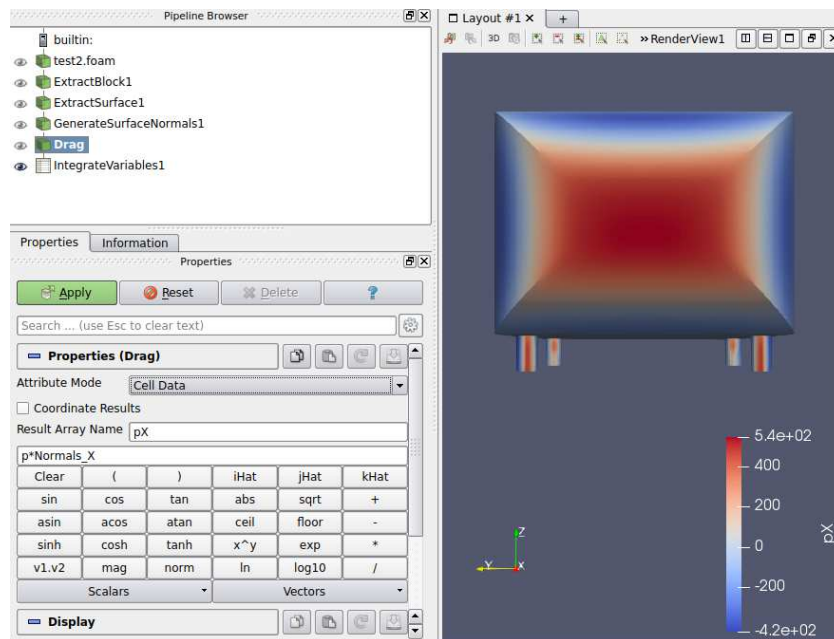 Pipeline Browser
builtin:
test2.foam
ExtractBlock1
ExtractSurface1
GenerateSurfaceNormals1
Drag
IntegrateVariables1
Properties Information
Properties
Apply Reset Delete ?
Search ... (use Esc to clear text)
Properties (Drag)
Attribute Mode Cell Data
Coordinate Results
Result Array Name pX
p*Normals_X
Clear ( ) iHat jHat kHat
sin cos tan abs sqrt +
asin acos atan ceil floor -
sinh cosh tanh x^y exp *
v1.v2 mag norm ln log10 /
Scalars Vectors
Display
Layout #1 +
3D »RenderView1
5.4e+02
400
200
0
-200
-4.2e+02
pX
Z
Y
X